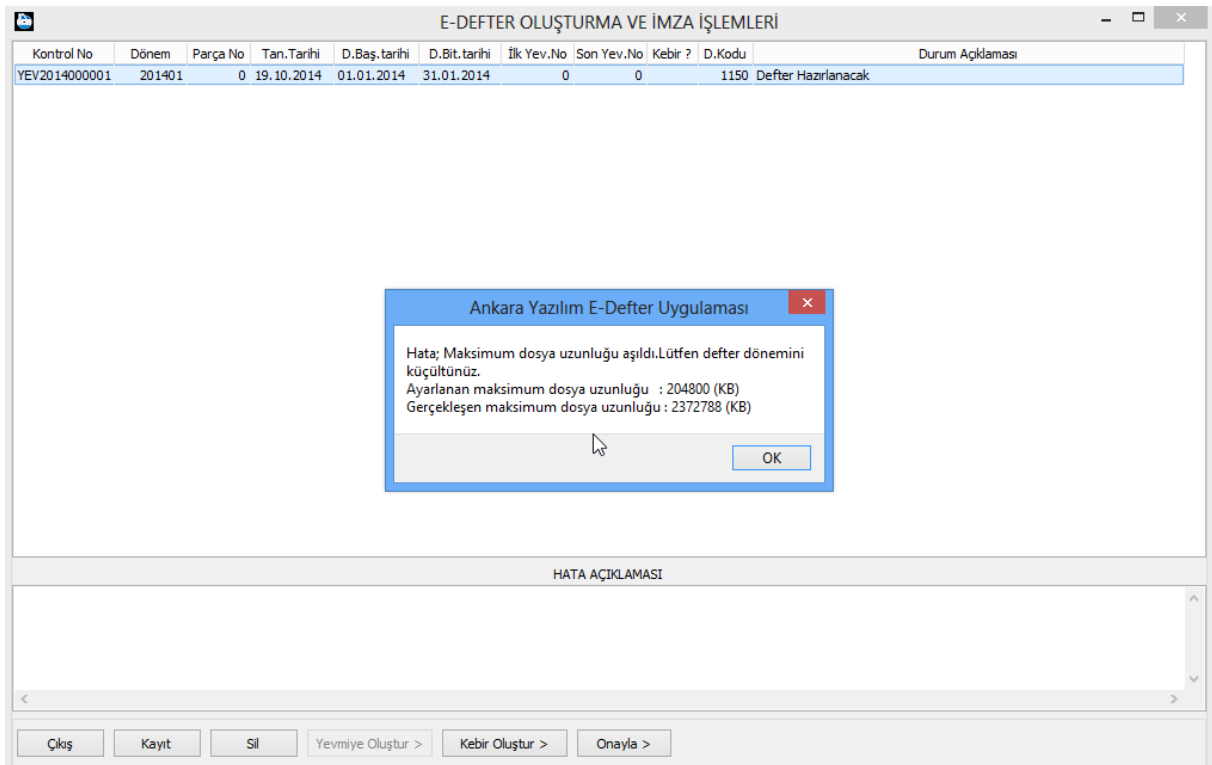 E-DEFTER OLUŞTURMA VE İMZA İŞLEMLERİ
Kontrol No Dönem Parça No Tan.Tarihi D.Baş.tarihi D.Bit.tarihi İlk Yev.No Son Yev.No Kebir ? D.Kodu Durum Açıklaması
YEV2014000001 201401 0 19.10.2014 01.01.2014 31.01.2014 0 0 1150 Defter Hazırlanacak
Ankara Yazılım E-Defter Uygulaması
Hata; Maksimum dosya uzunluğu aşıldı.Lütfen defter dönemini
küçültünüz.
Ayarlanan maksimum dosya uzunluğu : 204800 (KB)
Gerçekleşen maksimum dosya uzunluğu : 2372788 (KB)
OK
HATA AÇIKLAMASI
Çıkış Kayıt Sil Yevmiye Oluştur > Kebir Oluştur > Onayla >